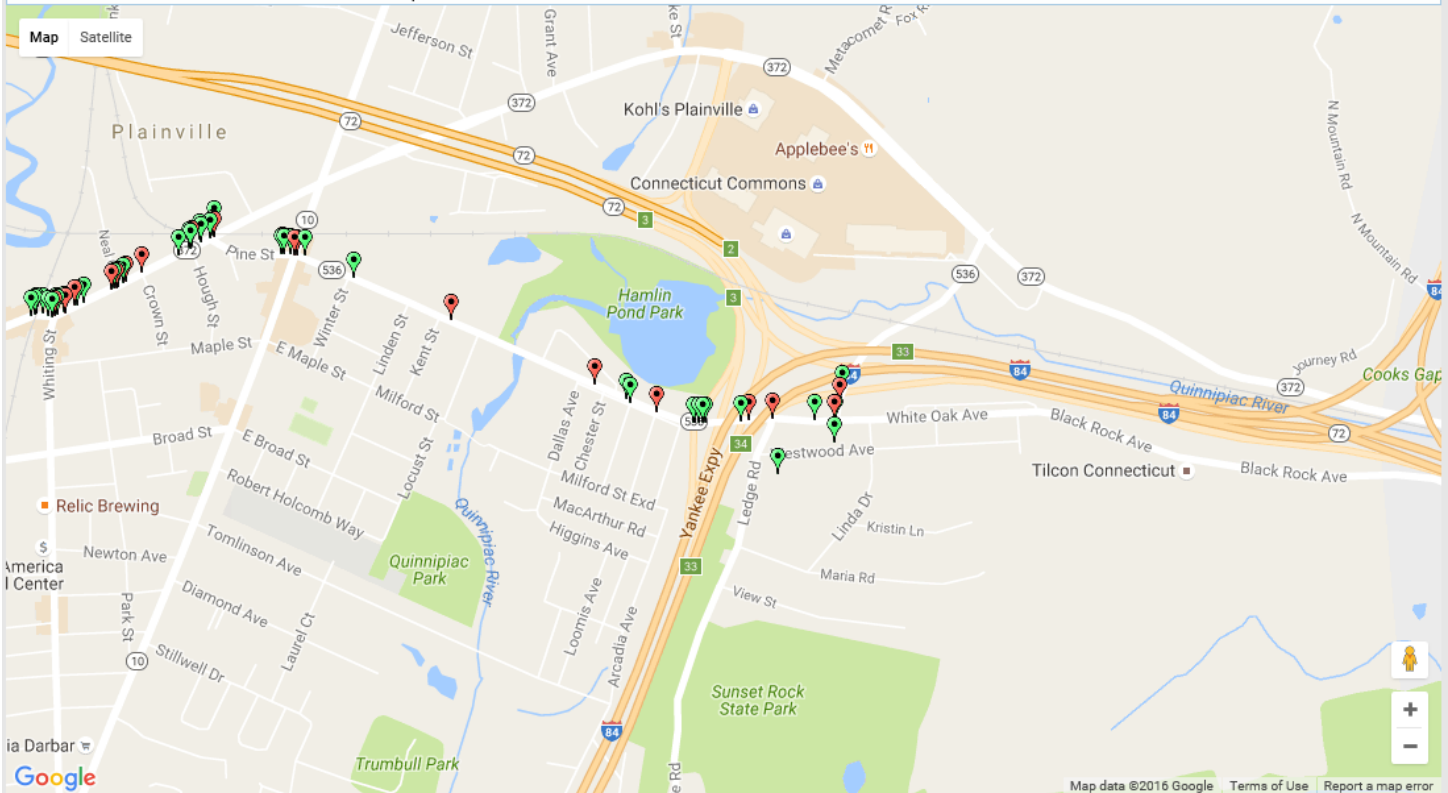 Map
Satellite
Jefferson St
Grant Ave
Metacomet R
Fox R
372
Kohl's Plainville
372
72
Plainville
72
Applebee's
Connecticut Commons
72
3
10
2
Neal
372
Pine St
536
536
372
N Mountain Rd
N Mountain Rd
84
Hamlin
Pond Park
3
Crown St
Hough St
Winter St
Linden St
Kent St
Maple St
E Maple St
Whiting St
33
84
84
Journey Rd
372
Cooks Gap
Quinnipiac River
Milford St
Dallas Ave
Chester St
White Oak Ave
84
Black Rock Ave
72
Broad St
E Broad St
34
estwood Ave
Locust St
Robert Holcomb Way
Milford St Exd
Yankee Expy
Ledge Rd
Tilcon Connecticut
Black Rock Ave
Relic Brewing
Quinnipiac River
MacArthur Rd
Higgins Ave
Linda Dr
Kristin Ln
$
Newton Ave
Tomlinson Ave
America
l Center
Quinnipiac
Park
33
Maria Rd
Diamond Ave
Park St
Laurel Ct
Loomis Ave
Arcadia Ave
View St
10
Stillwell Dr
Sunset Rock
State Park
84
ia Darbar
Trumbull Park
e Rd
+
−
Google
Map data ©2016 Google
Terms of Use
Report a map error